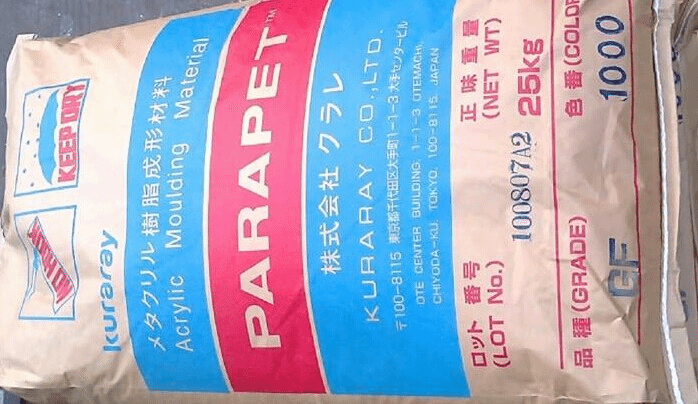 KEEP DRY
kuraray
メタクリル樹脂成形材料
Acrylic Moulding Material
PARAPET™
株式会社 クラレ
KURARAY CO.,LTD.
〒100-8115 東京都千代田区大手町1-1-3 大手センタービル
OTE CENTER BUILDING, 1-1-3, OTEMACHI,
CHIYODA-KU, TOKYO, 100-8115, JAPAN
ロット番号
(LOT No.)
100807A2
正味重量
(NET WT)
25kg
品種(GRADE)
GF
色番(COLOR)
1000